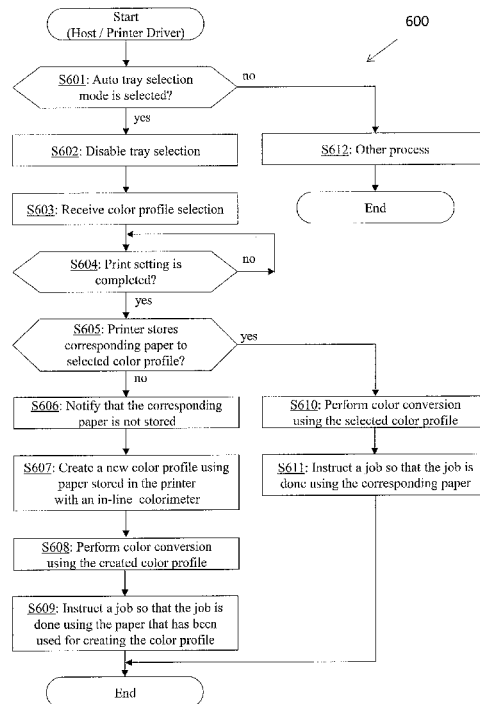 Start
(Host / Printer Driver)
600
S601: Auto tray selection
mode is selected?
no
yes
S602: Disable tray selection
S612: Other process
S603: Receive color profile selection
End
S604: Print setting is
completed?
no
yes
S605: Printer stores
corresponding paper to
selected color profile?
yes
no
S606: Notify that the corresponding
paper is not stored
S610: Perform color conversion
using the selected color profile
S607: Create a new color profile using
paper stored in the printer
with an in-line colorimeter
S611: Instruct a job so that the job is
done using the corresponding paper
S608: Perform color conversion
using the created color profile
S609: Instruct a job so that the job is
done using the paper that has been
used for creating the color profile
End